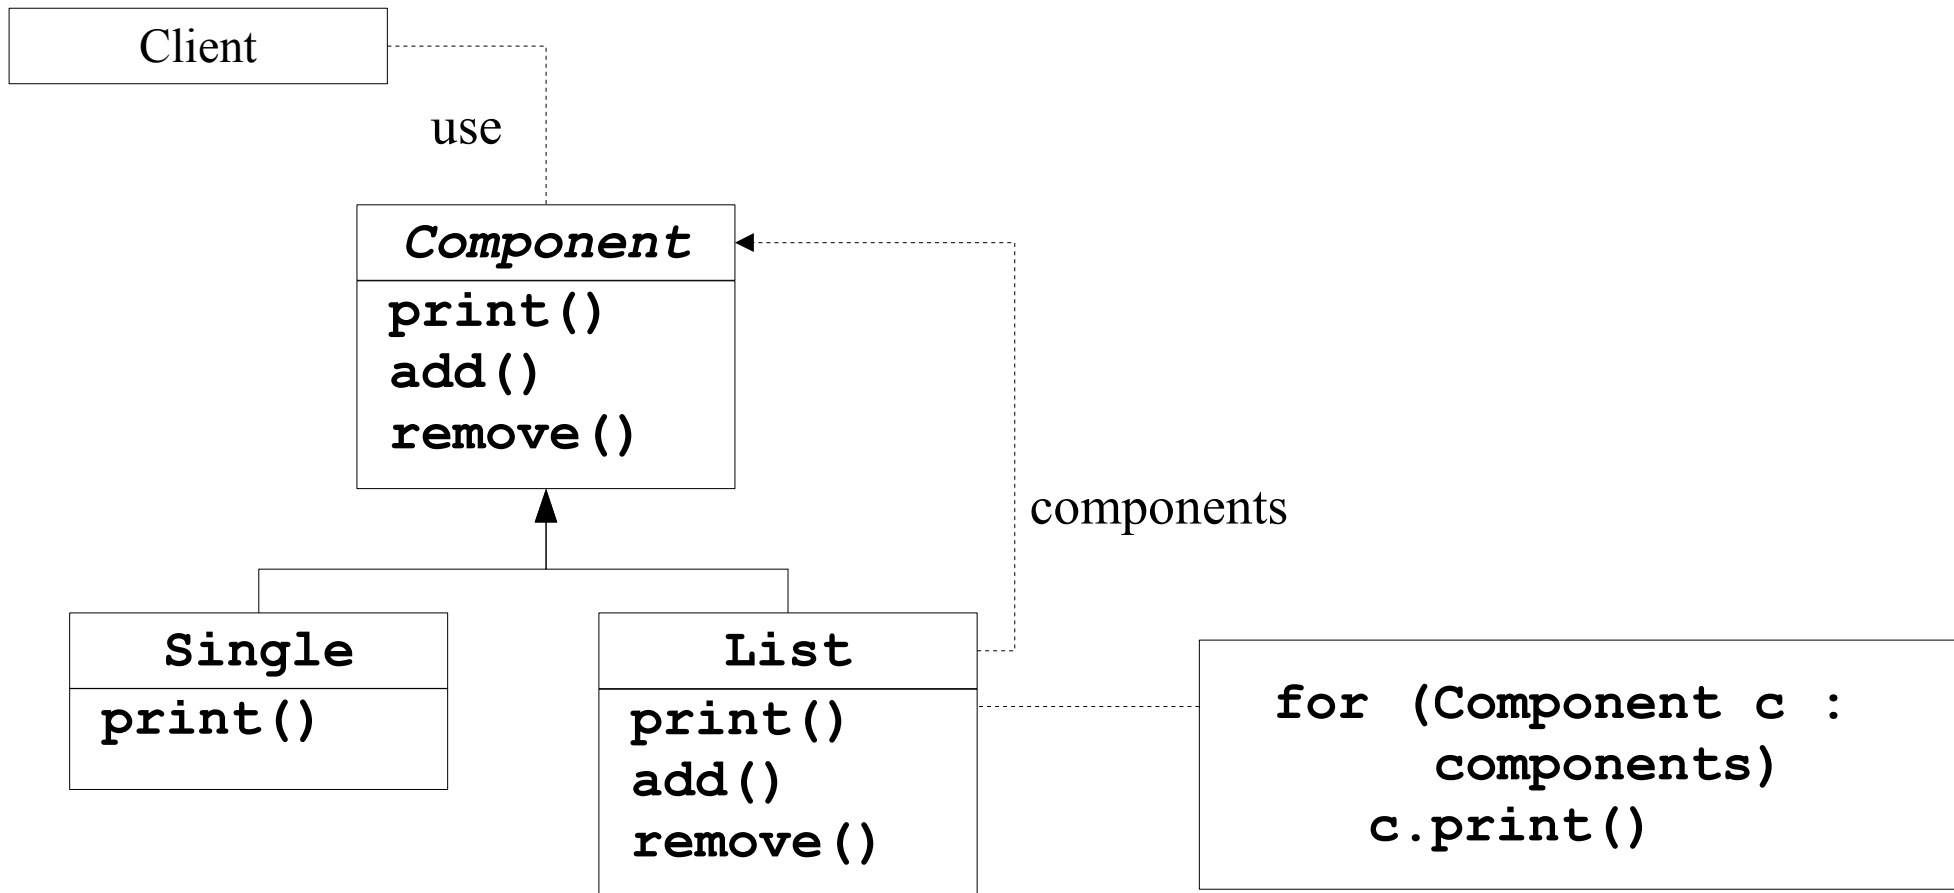 Client
use
Component
print()
add()
remove()
components
Single
print()
List
print()
add()
remove()
for (Component c :
components)
c.print()